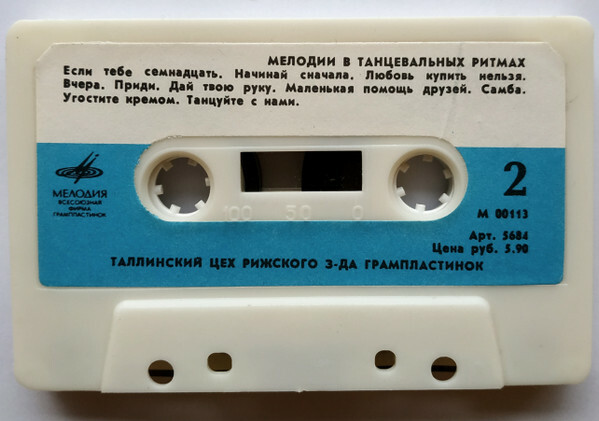 МЕЛОДИИ В ТАНЦЕВАЛЬНЫХ РИТМАХ
Если тебе семнадцать. Начинай сначала. Любовь купить нельзя.
Вчера. Приди. Дай твою руку. Маленькая помощь друзей. Самба.
Угостите кремом. Танцуйте с нами.
МЕЛОДИЯ
ВСЕСОЮЗНАЯ
ФИРМА
ГРАМПЛАСТИНОК
100 50 0
2
М 00113
Арт. 5684
Цена руб. 5.90
ТАЛЛИНСКИЙ ЦЕХ РИЖСКОГО З-ДА ГРАМПЛАСТИНОК